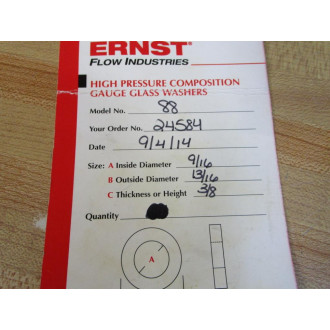 ERNST®
FLOW INDUSTRIES
HIGH PRESSURE COMPOSITION
GAUGE GLASS WASHERS
Model No. 88
Your Order No. 24584
Date 9/4/14
Size: A Inside Diameter 9/16
B Outside Diameter 13/16
C Thickness or Height 3/8
Quantity
A